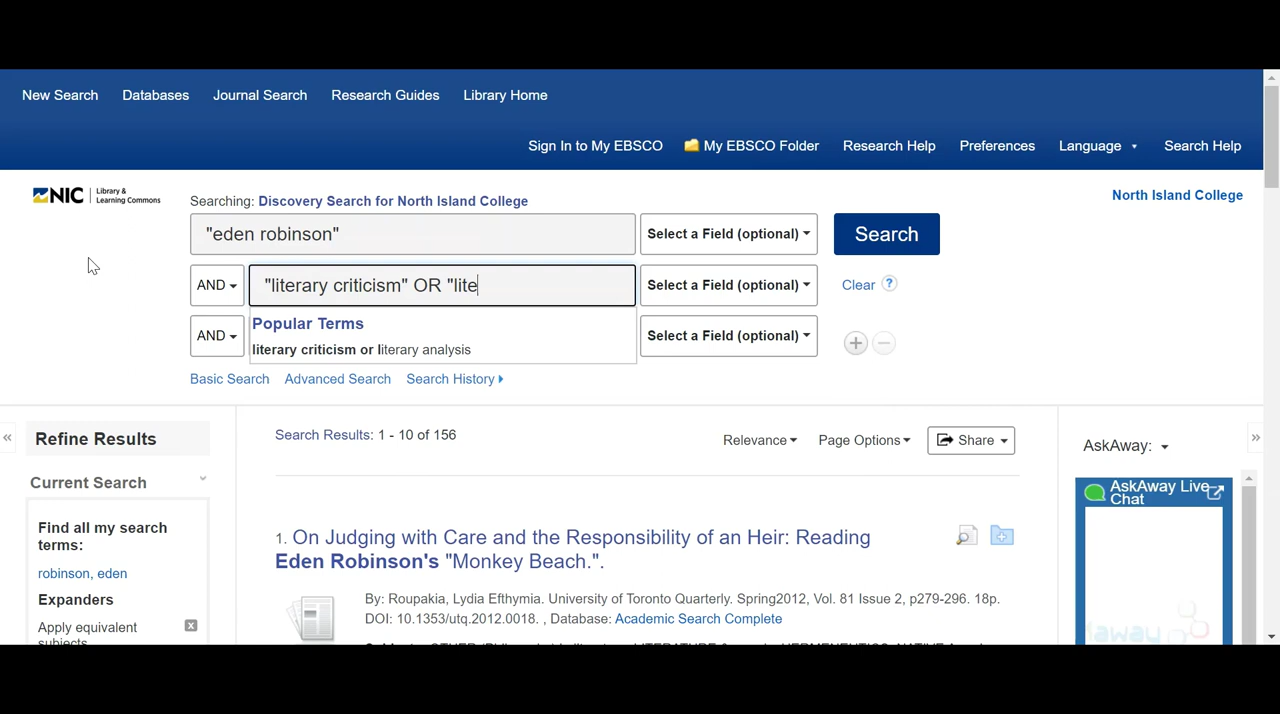 New Search Databases Journal Search Research Guides Library Home
Sign In to My EBSCO My EBSCO Folder Research Help Preferences Language Search Help
NIC Library & Learning Commons
Searching: Discovery Search for North Island College
North Island College
"eden robinson" Select a Field (optional) Search
AND "literary criticism" OR "lite Select a Field (optional) Clear ?
Popular Terms
AND literary criticism or literary analysis Select a Field (optional)
Basic Search Advanced Search Search History
Refine Results
Current Search
Find all my search
terms:
robinson, eden
Expanders
Apply equivalent
subjects
Search Results: 1 - 10 of 156 Relevance Page Options Share
1. On Judging with Care and the Responsibility of an Heir: Reading
Eden Robinson's "Monkey Beach.".
By: Roupakia, Lydia Efthymia. University of Toronto Quarterly. Spring2012, Vol. 81 Issue 2, p279-296. 18p.
DOI: 10.1353/utq.2012.0018. , Database: Academic Search Complete
AskAway:
AskAway Live
Chat